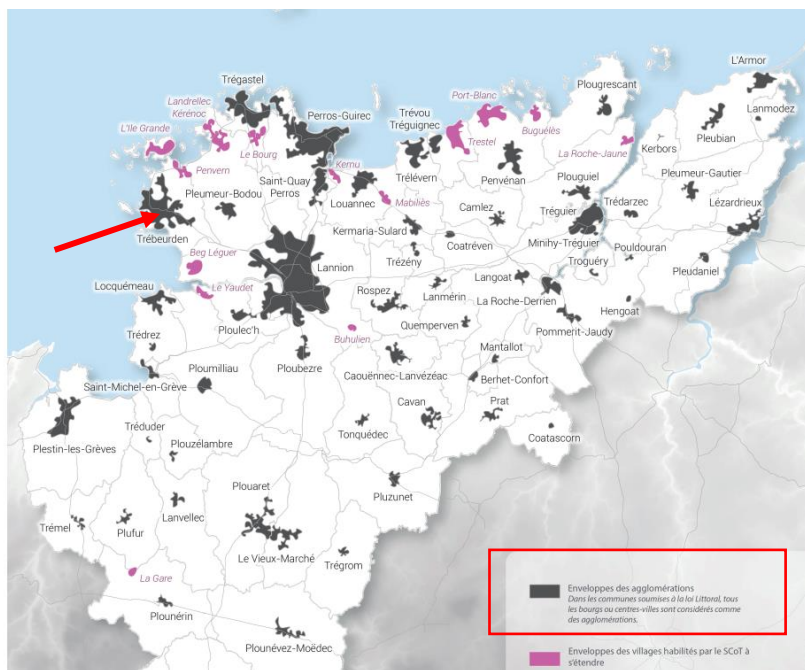 L'Armor
Trégastel
Landrellec
Kérénoc
Perros-Guirec
Trévou
Tréguignec
Port-Blanc
Plougrescant
Lanmodez
L'Ile Grande
Le Bourg
Buguélès
Pleubian
Trestel
La Roche-Jaune
Kerbors
Penvern
Kernu
Saint-Quay
Perros
Louannec
Trélévern
Penvénan
Mabiliès
Plouguiel
Pleumeur-Gautier
Pleumeur-Bodou
Camlez
Tréguier
Trédarzec
Lézardrieux
Trébeurden
Kermaria-Sulard
Coatréven
Minihy-Tréguier
Pouldouran
Beg Léguer
Lannion
Trézény
Troguéry
Pleudaniel
Langoat
Locquémeau
Le Yaudet
Rospez
Lanmérin
La Roche-Derrien
Hengoat
Ploulec'h
Quemperven
Pommerit-Jaudy
Trédrez
Buhulien
Mantallot
Ploumilliau
Ploubezre
Caouënnec-Lanvézéac
Berhet-Confort
Saint-Michel-en-Grève
Cavan
Prat
Tréduder
Tonquédec
Coatascorn
Plestin-les-Grèves
Plouzélambre
Plouaret
Pluzunet
Lanvellec
Trémel
Plufur
Le Vieux-Marché
Trégrom
La Gare
Plounérin
Plounévez-Moëdec
Enveloppes des agglomérations
Dans les communes soumises à la loi Littoral, tous
les bourgs ou centres-villes sont considérés comme
des agglomérations.
Enveloppes des villages habilités par le SCoT à
s'étendre